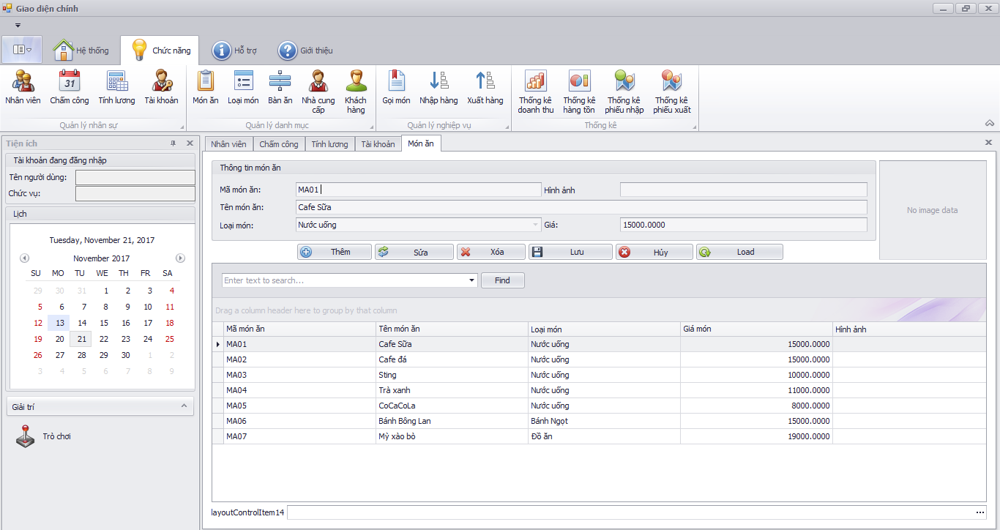 Giao diện chính
Hệ thống
Chức năng
Hỗ trợ
Giới thiệu
Nhân viên
Chấm công
Tính lương
Tài khoản
Món ăn
Loại món
Bàn ăn
Nhà cung
cấp
Khách
hàng
Gọi món
Nhập hàng
Xuất hàng
Thống kê
doanh thu
Thống kê
hàng tồn
Thống kê
phiếu nhập
Thống kê
phiếu xuất
Quản lý nhân sự
Quản lý danh mục
Quản lý nghiệp vụ
Thống kê
Tiện ích
Tài khoản đang đăng nhập
Tên người dùng:
Chức vụ:
Lịch
Tuesday, November 21, 2017
November 2017
SU MO TU WE TH FR SA
29 30 31 1 2 3 4
5 6 7 8 9 10 11
12 13 14 15 16 17 18
19 20 21 22 23 24 25
26 27 28 29 30 1 2
3 4 5 6 7 8 9
Giải trí
Trò chơi
Nhân viên Chấm công Tính lương Tài khoản Món ăn
Thông tin món ăn
Mã món ăn: MA01 Hình ảnh
Tên món ăn: Cafe Sữa
Loại món: Nước uống Giá: 15000.0000
No image data
Thêm Sửa Xóa Lưu Hủy Load
Enter text to search... Find
Drag a column header here to group by that column
Mã món ăn Tên món ăn Loại món Giá món Hình ảnh
MA01 Cafe Sữa Nước uống 15000.0000
MA02 Cafe đá Nước uống 15000.0000
MA03 Sting Nước uống 10000.0000
MA04 Trà xanh Nước uống 11000.0000
MA05 CoCaCoLa Nước uống 8000.0000
MA06 Bánh Bông Lan Bánh Ngọt 15000.0000
MA07 Mỳ xào bò Đồ ăn 19000.0000
layoutControlItem14
31